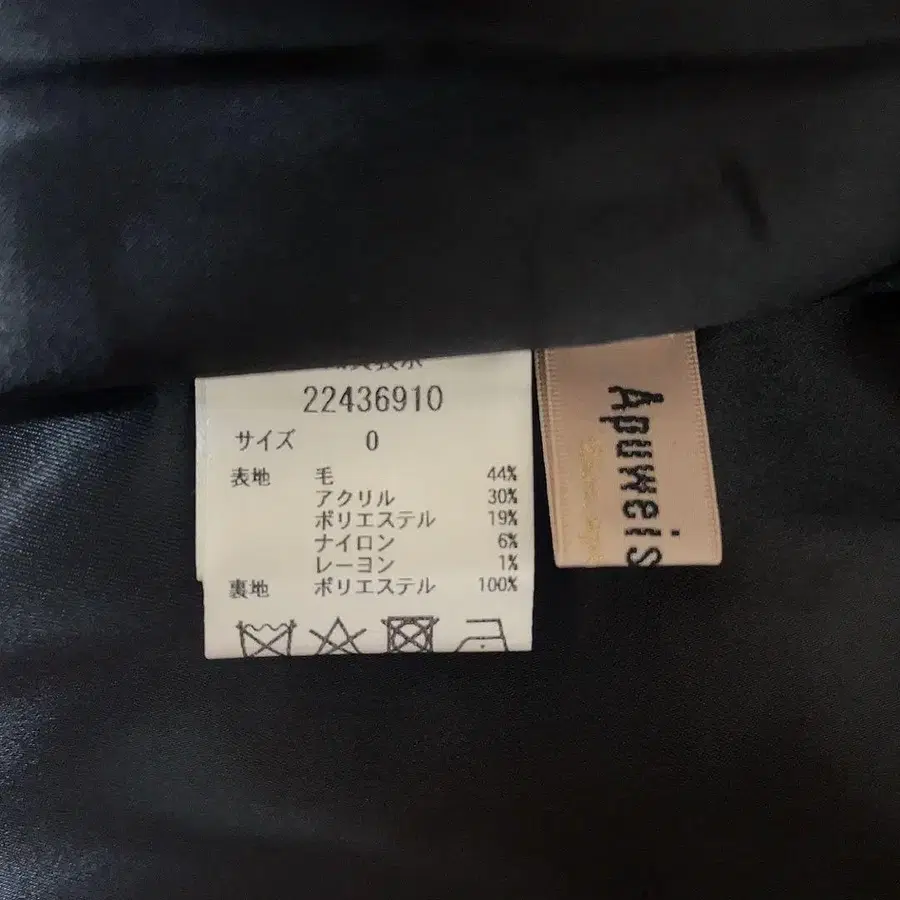 22436910
サイズ 0
表地 毛 44%
アクリル 30%
ポリエステル 19%
ナイロン 6%
レーヨン 1%
裏地 ポリエステル 100%
Apuweis